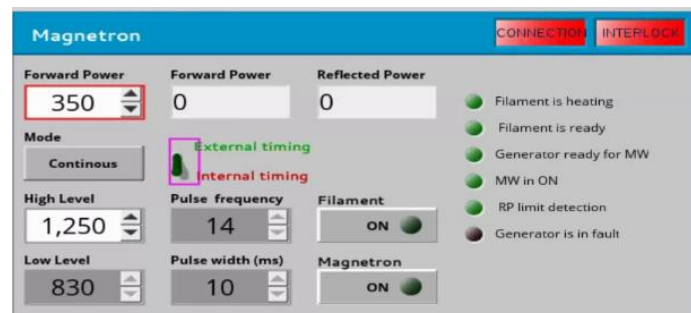 Magnetron
CONNECTION INTERLOCK
Forward Power Forward Power Reflected Power
350 0 0
Filament is heating
Mode
Filament is ready
Continous
External timing
Generator ready for MW
Internal timing
MW in ON
High Level Pulse frequency Filament
RP limit detection
1,250 14 ON
Generator is in fault
Low Level Pulse width (ms) Magnetron
830 10 ON